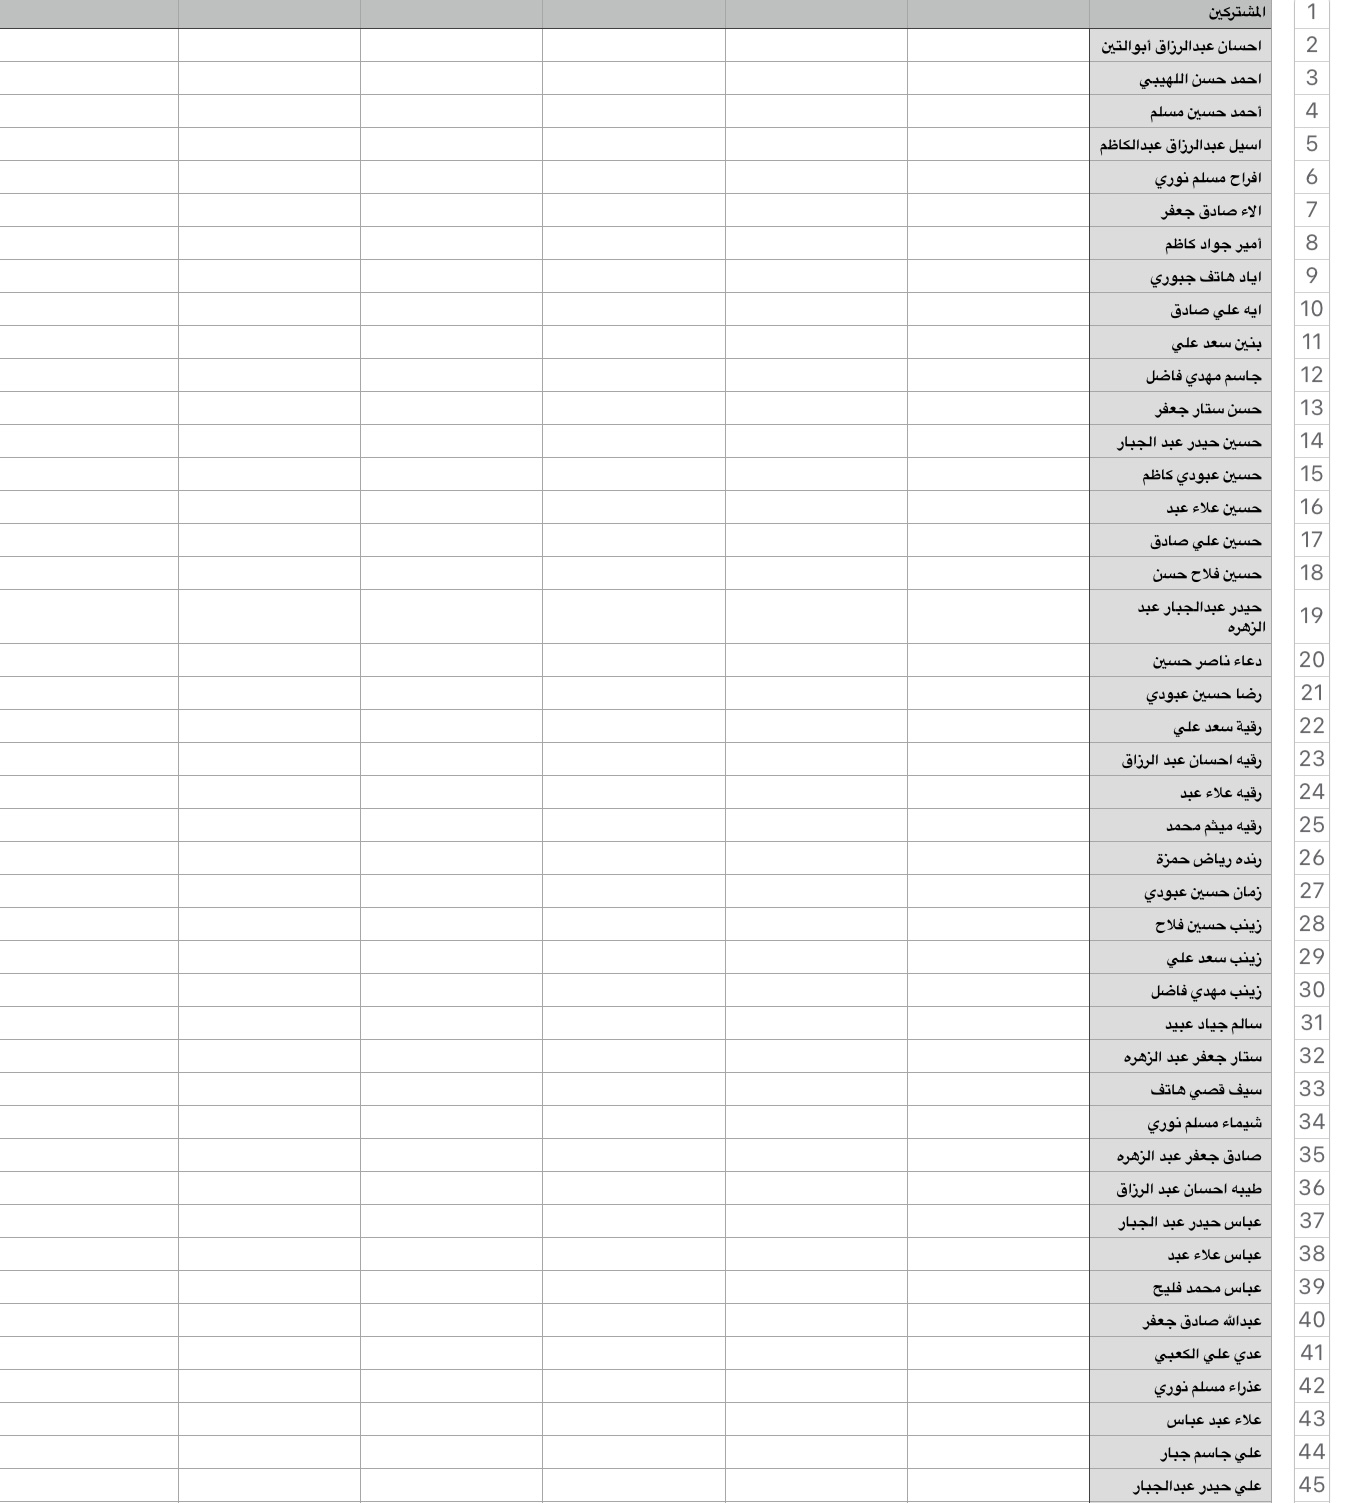 المشتركين 1
احسان عبدالرزاق أبوالتين 2
احمد حسن اللهيبي 3
أحمد حسين مسلم 4
اسيل عبدالرزاق عبدالكاظم 5
افراح مسلم نوري 6
الاء صادق جعفر 7
أمير جواد كاظم 8
اياد هاتف جبوري 9
ايه علي صادق 10
بنين سعد علي 11
جاسم مهدي فاضل 12
حسن ستار جعفر 13
حسين حيدر عبد الجبار 14
حسين عبودي كاظم 15
حسين علاء عبد 16
حسين علي صادق 17
حسين فلاح حسن 18
حيدر عبدالجبار عبد
الزهره 19
دعاء ناصر حسين 20
رضا حسين عبودي 21
رقية سعد علي 22
رقيه احسان عبد الرزاق 23
رقيه علاء عبد 24
رقيه ميثم محمد 25
رنده رياض حمزة 26
زمان حسين عبودي 27
زينب حسين فلاح 28
زينب سعد علي 29
زينب مهدي فاضل 30
سالم جياد عبيد 31
ستار جعفر عبد الزهره 32
سيف قصي هاتف 33
شيماء مسلم نوري 34
صادق جعفر عبد الزهره 35
طيبه احسان عبد الرزاق 36
عباس حيدر عبد الجبار 37
عباس علاء عبد 38
عباس محمد فليح 39
عبدالله صادق جعفر 40
عدي علي الكعبي 41
عذراء مسلم نوري 42
علاء عبد عباس 43
علي جاسم جبار 44
علي حيدر عبدالجبار 45